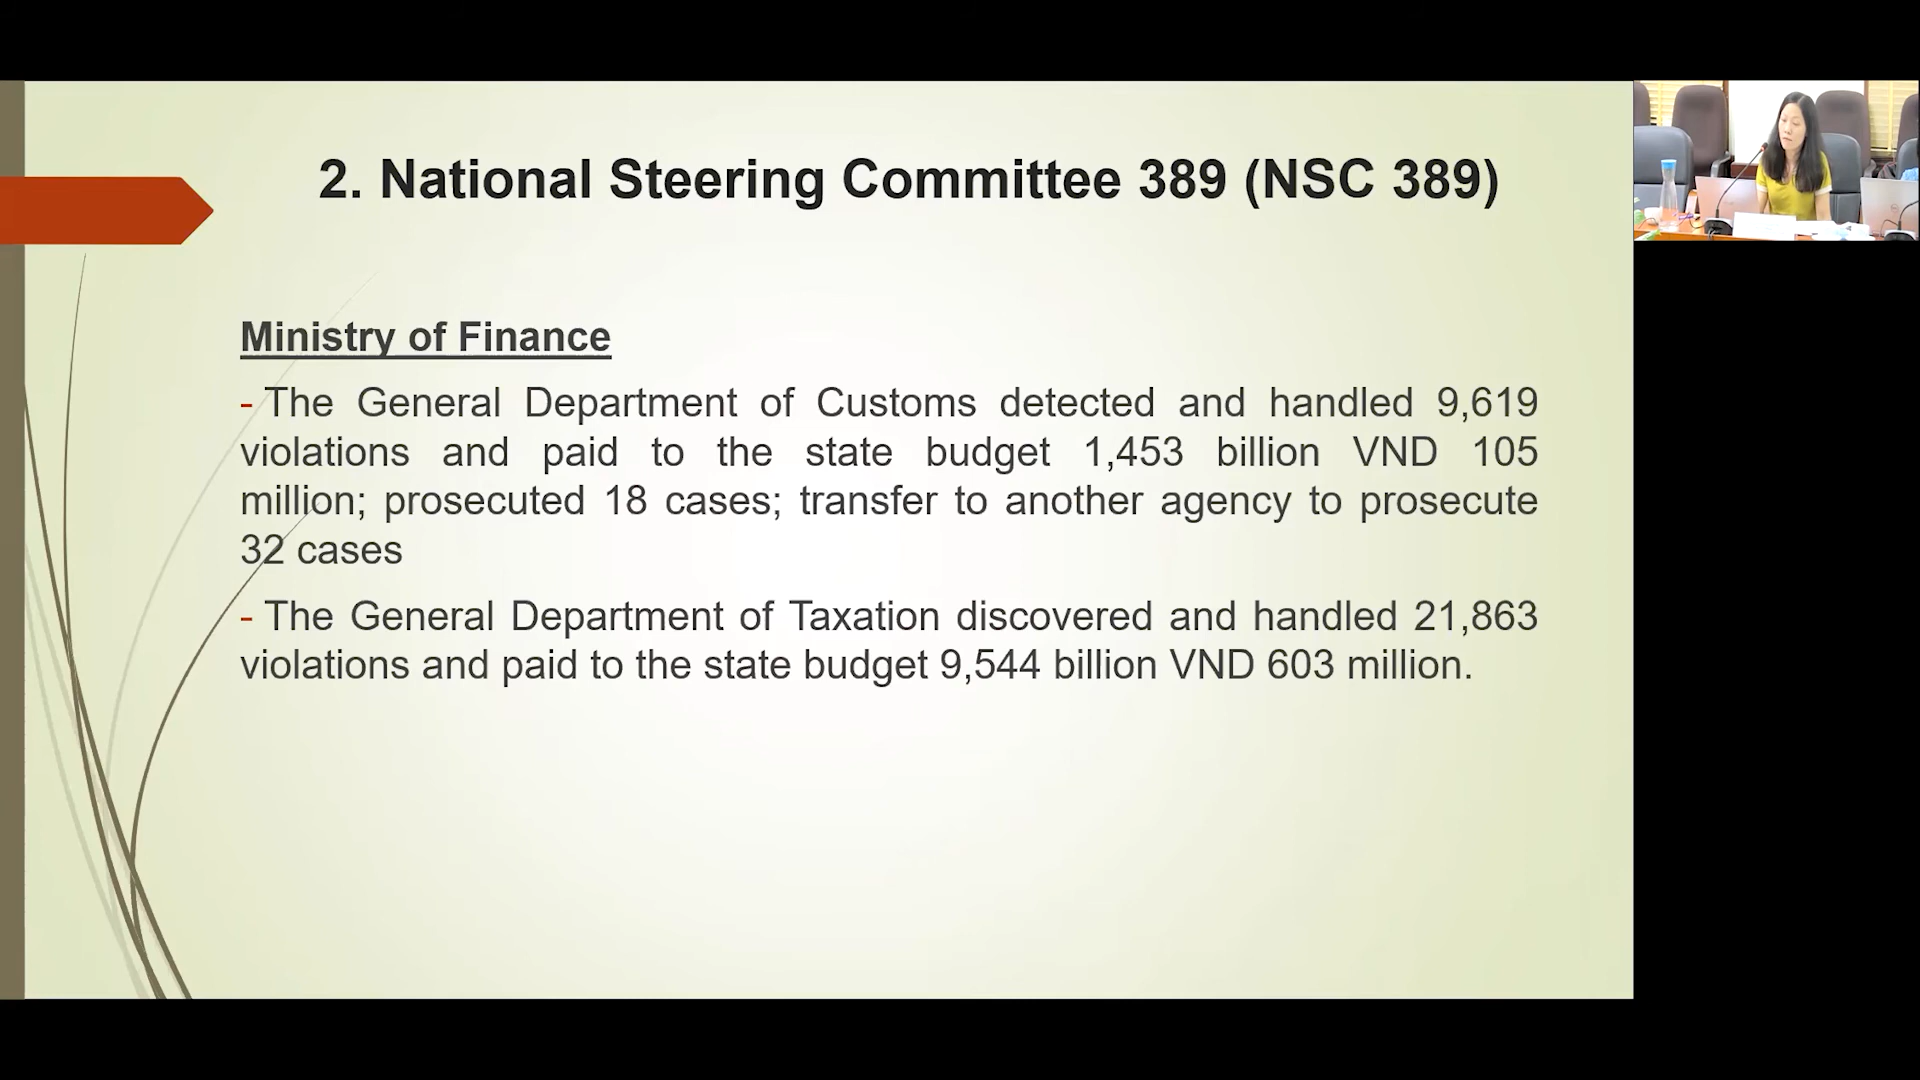 2. National Steering Committee 389 (NSC 389)
Ministry of Finance
- The General Department of Customs detected and handled 9,619
violations and paid to the state budget 1,453 billion VND 105
million; prosecuted 18 cases; transfer to another agency to prosecute
32 cases
- The General Department of Taxation discovered and handled 21,863
violations and paid to the state budget 9,544 billion VND 603 million.